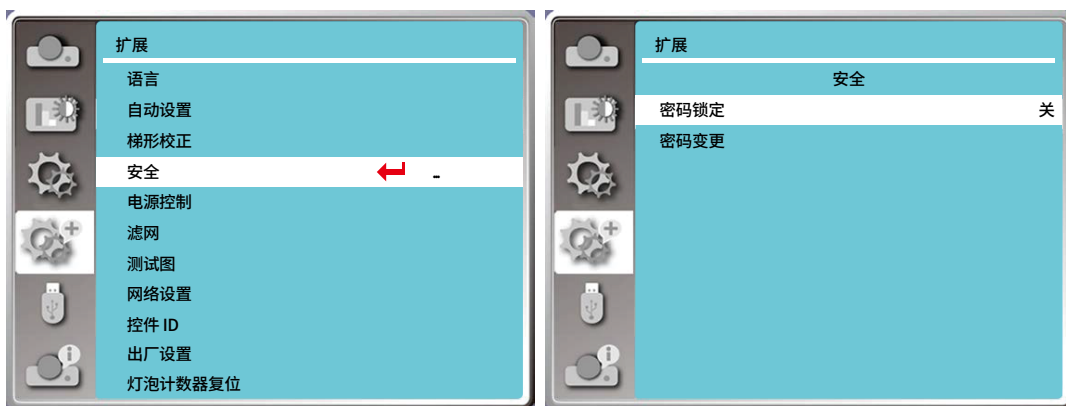 扩展
语言
自动设置
梯形校正
安全 -
电源控制
滤网
测试图
网络设置
控件 ID
出厂设置
灯泡计数器复位
扩展
安全
密码锁定 关
密码变更